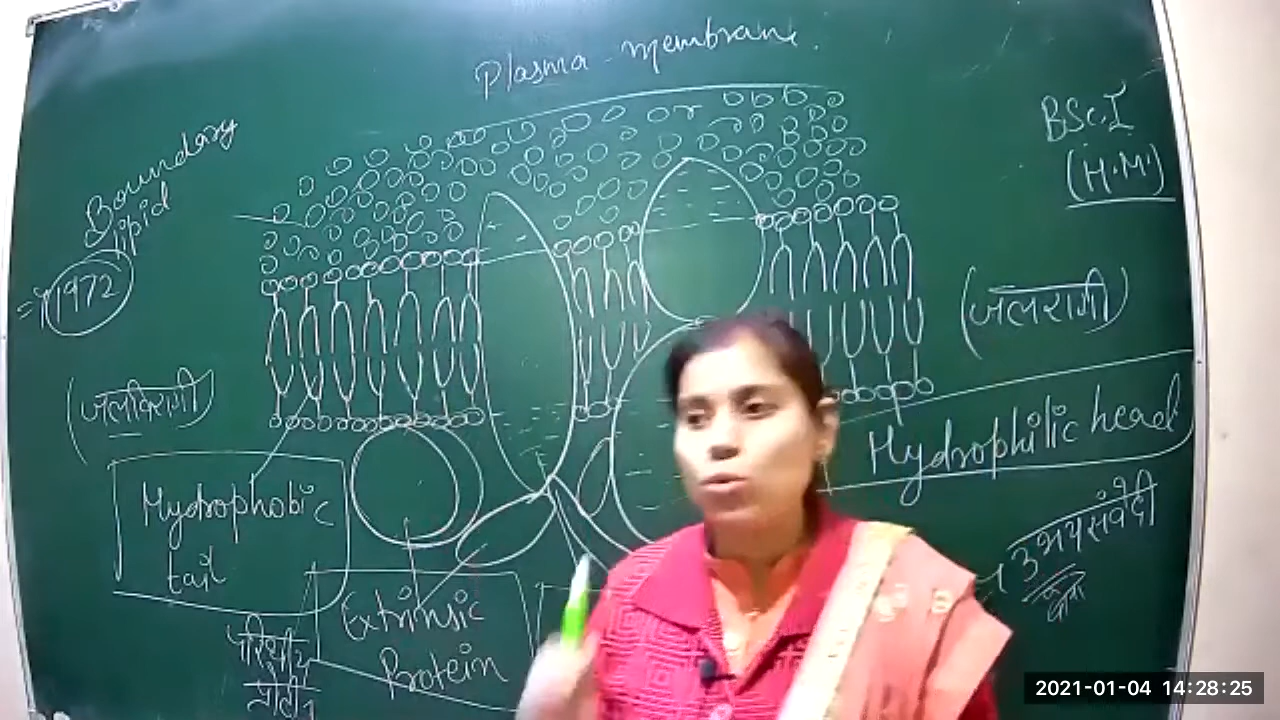 Plasma membrane.
BSc.I
(H.M.)
Boundary
lipid
1972
(जलरागी)
(जलविरागी)
Hydrophilic head
Hydrophobic
tail
उभयसंवेदी
Extrinsic
Protein
परिधीय
प्रोटीन
2021-01-04 14:28:25